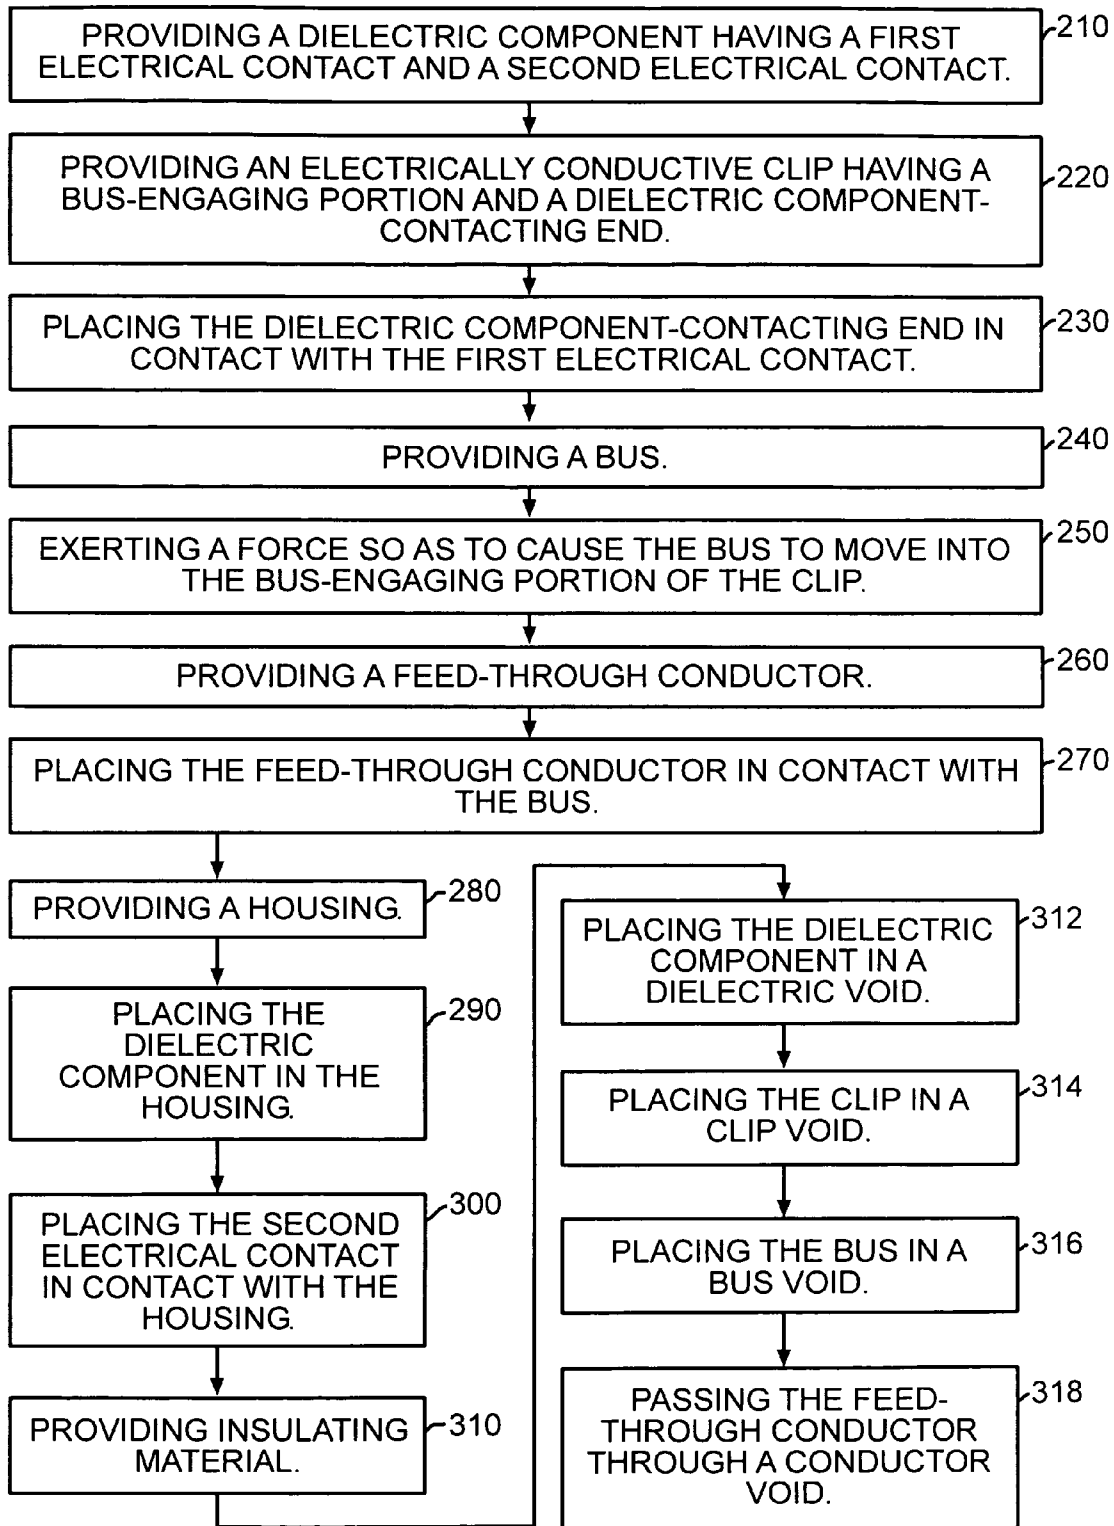 PROVIDING A DIELECTRIC COMPONENT HAVING A FIRST
ELECTRICAL CONTACT AND A SECOND ELECTRICAL CONTACT.
210
PROVIDING AN ELECTRICALLY CONDUCTIVE CLIP HAVING A
BUS-ENGAGING PORTION AND A DIELECTRIC COMPONENT-
CONTACTING END.
220
PLACING THE DIELECTRIC COMPONENT-CONTACTING END IN
CONTACT WITH THE FIRST ELECTRICAL CONTACT.
230
PROVIDING A BUS.
240
EXERTING A FORCE SO AS TO CAUSE THE BUS TO MOVE INTO
THE BUS-ENGAGING PORTION OF THE CLIP.
250
PROVIDING A FEED-THROUGH CONDUCTOR.
260
PLACING THE FEED-THROUGH CONDUCTOR IN CONTACT WITH
THE BUS.
270
PROVIDING A HOUSING.
280
PLACING THE
DIELECTRIC
COMPONENT IN THE
HOUSING.
290
PLACING THE SECOND
ELECTRICAL CONTACT
IN CONTACT WITH THE
HOUSING.
300
PROVIDING INSULATING
MATERIAL.
310
PLACING THE DIELECTRIC
COMPONENT IN A
DIELECTRIC VOID.
312
PLACING THE CLIP IN A
CLIP VOID.
314
PLACING THE BUS IN A
BUS VOID.
316
PASSING THE FEED-
THROUGH CONDUCTOR
THROUGH A CONDUCTOR
VOID.
318